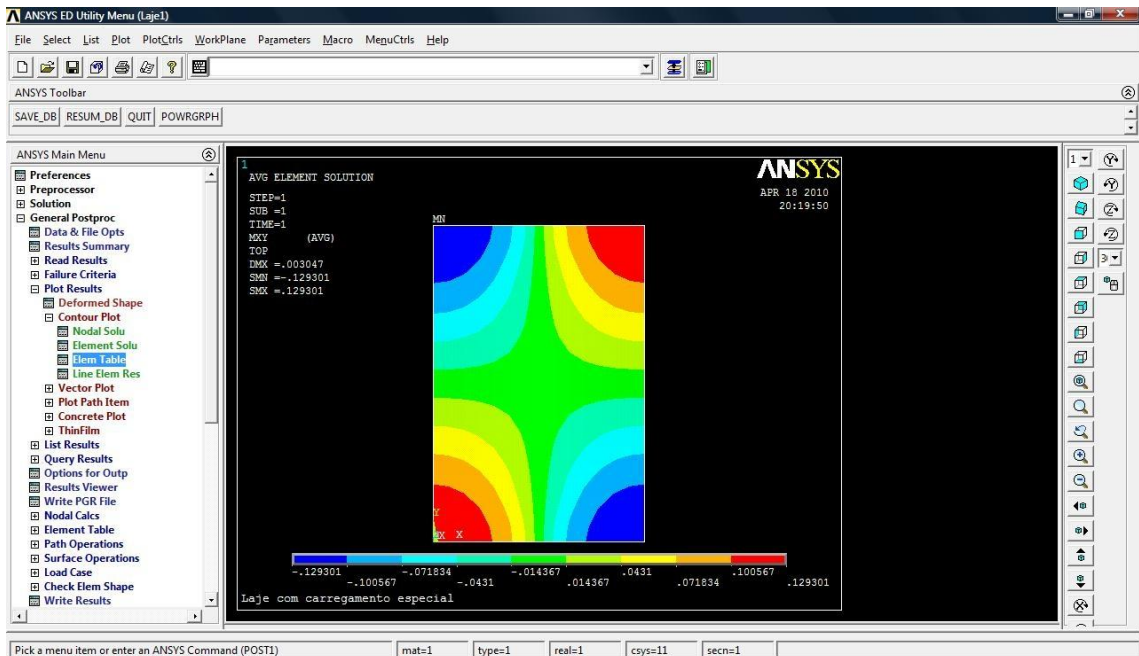 ANSYS ED Utility Menu (Laje1)
File Select List Plot PlotCtrls WorkPlane Parameters Macro MenuCtrls Help
ANSYS Toolbar
SAVE_DB RESUM_DB QUIT POWRGRPH
ANSYS Main Menu
Preferences
Preprocessor
Solution
General Postproc
Data & File Opts
Results Summary
Read Results
Failure Criteria
Plot Results
Deformed Shape
Contour Plot
Nodal Solu
Element Solu
Elem Table
Line Elem Res
Vector Plot
Plot Path Item
Concrete Plot
ThinFilm
List Results
Query Results
Options for Outp
Results Viewer
Write PGR File
Nodal Calcs
Element Table
Path Operations
Surface Operations
Load Case
Check Elem Shape
Write Results
1
AVG ELEMENT SOLUTION
STEP=1
SUB =1
TIME=1
MXY (AVG)
TOP
DMX =.003047
SMN =-.129301
SMX =.129301
ANSYS
APR 18 2010
20:19:50
MN
Y
MX X
-.129301 -.071834 -.014367 .0431 .100567
-.100567 -.0431 .014367 .071834 .129301
Laje com carregamento especial
1
Pick a menu item or enter an ANSYS Command (POST1) mat=1 type=1 real=1 csys=11 secn=1